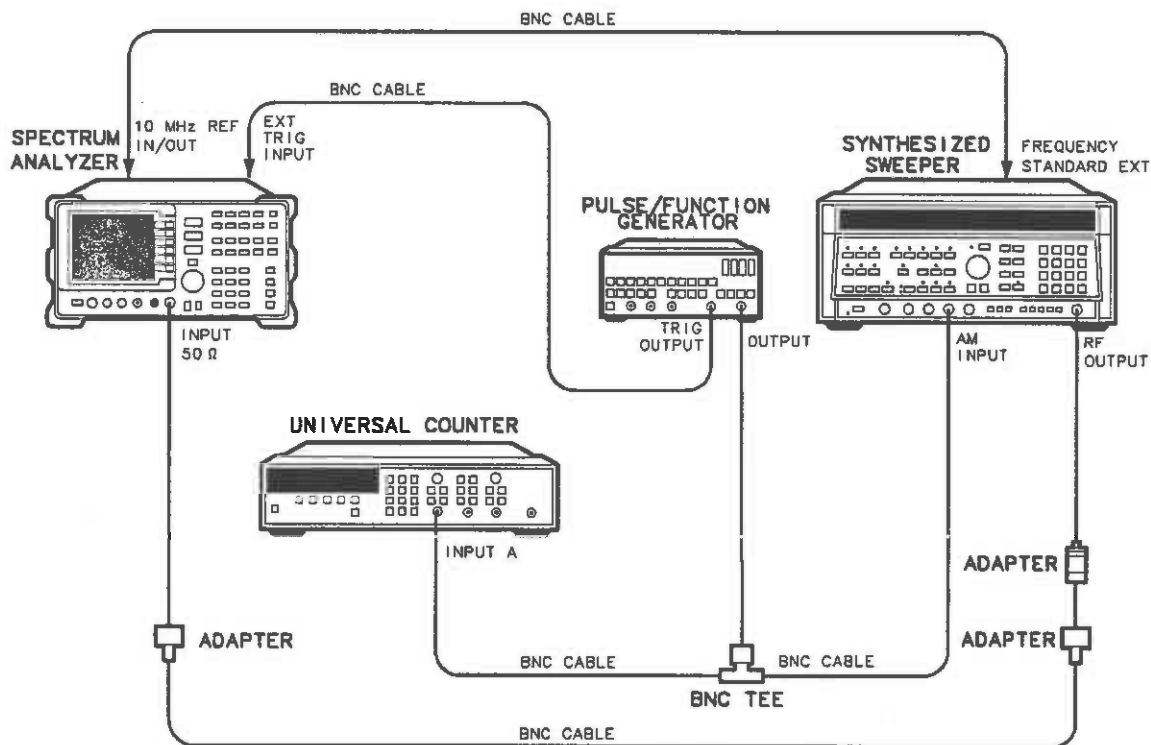 BNC CABLE
BNC CABLE
SPECTRUM
ANALYZER
10 MHz REF
IN/OUT
EXT
TRIG
INPUT
SYNTHESIZED
SWEEPER
FREQUENCY
STANDARD EXT
PULSE/FUNCTION
GENERATOR
INPUT
50 Ω
TRIG
OUTPUT
OUTPUT
AM
INPUT
RF
OUTPUT
UNIVERSAL COUNTER
INPUT A
ADAPTER
ADAPTER
ADAPTER
BNC CABLE
BNC CABLE
BNC TEE
BNC CABLE